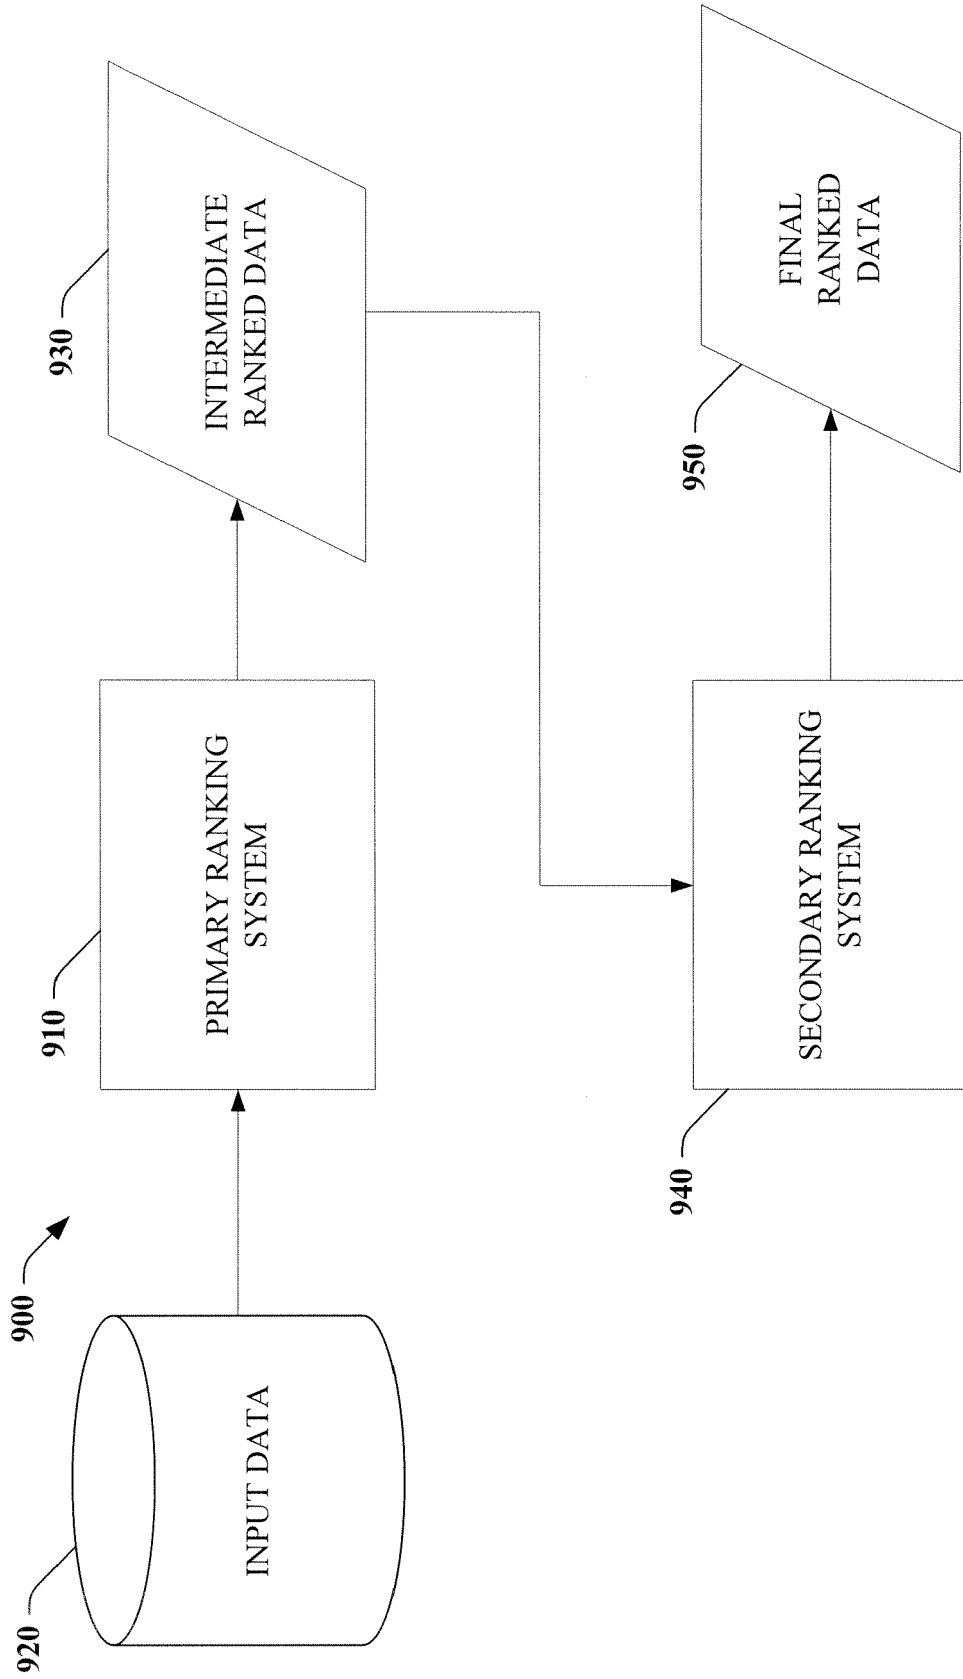 900
920
INPUT DATA
910
PRIMARY RANKING
SYSTEM
930
INTERMEDIATE
RANKED DATA
940
SECONDARY RANKING
SYSTEM
950
FINAL
RANKED
DATA